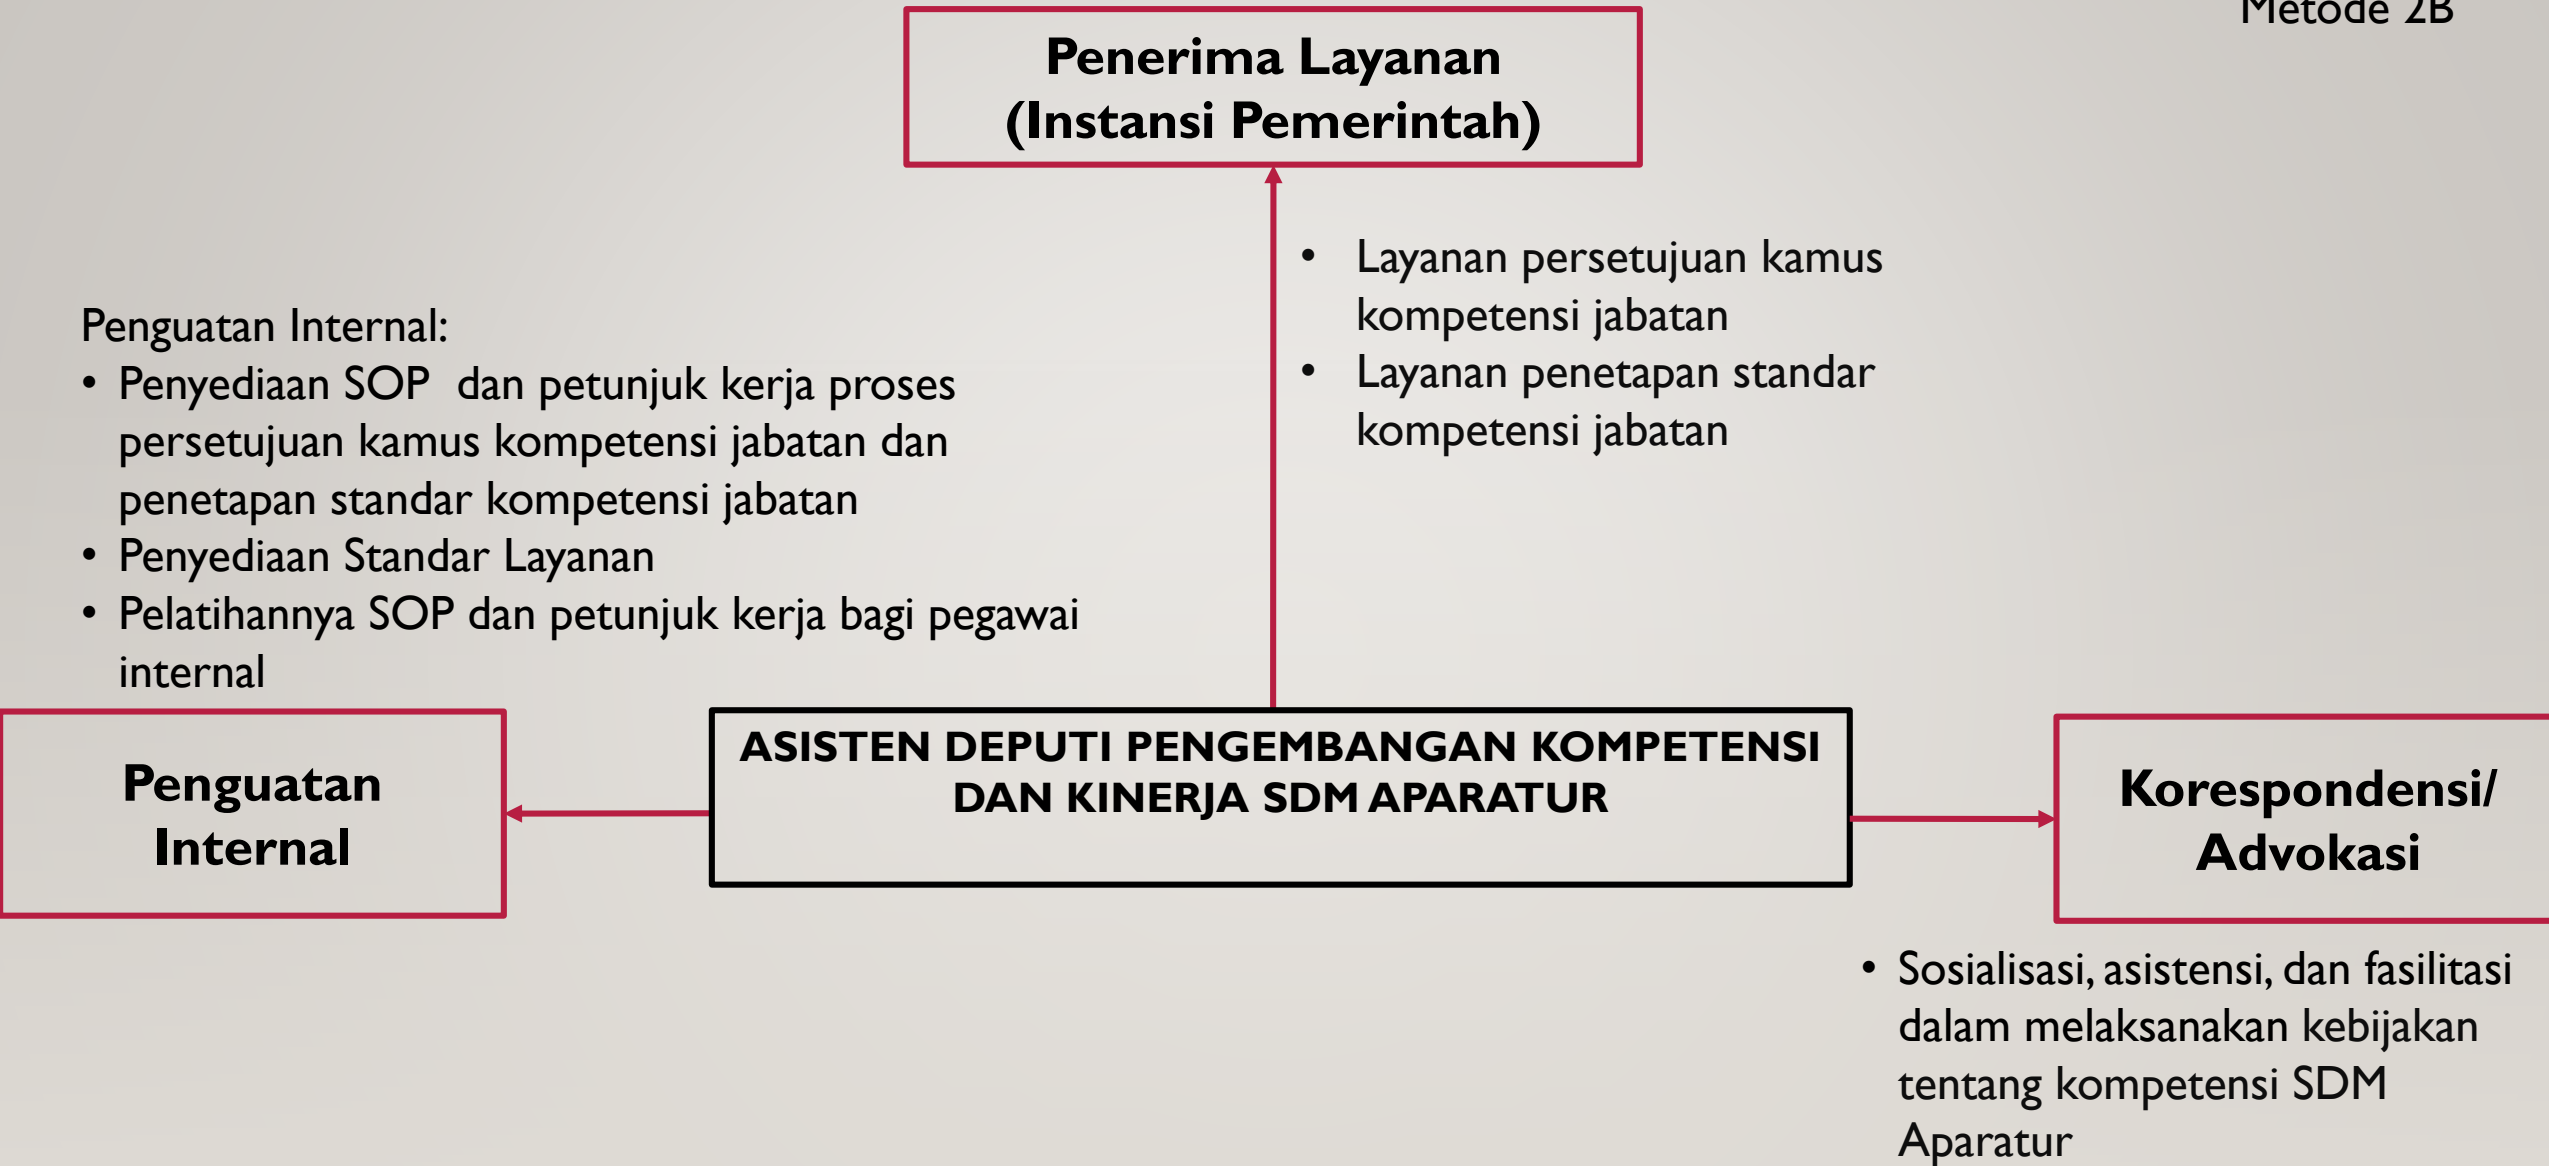 Metode 2B
Penerima Layanan
(Instansi Pemerintah)
• Layanan persetujuan kamus
kompetensi jabatan
• Layanan penetapan standar
kompetensi jabatan
Penguatan Internal:
• Penyediaan SOP dan petunjuk kerja proses
persetujuan kamus kompetensi jabatan dan
penetapan standar kompetensi jabatan
• Penyediaan Standar Layanan
• Pelatihannya SOP dan petunjuk kerja bagi pegawai
internal
Penguatan
Internal
ASISTEN DEPUTI PENGEMBANGAN KOMPETENSI
DAN KINERJA SDM APARATUR
Korespondensi/
Advokasi
• Sosialisasi, asistensi, dan fasilitasi
dalam melaksanakan kebijakan
tentang kompetensi SDM
Aparatur